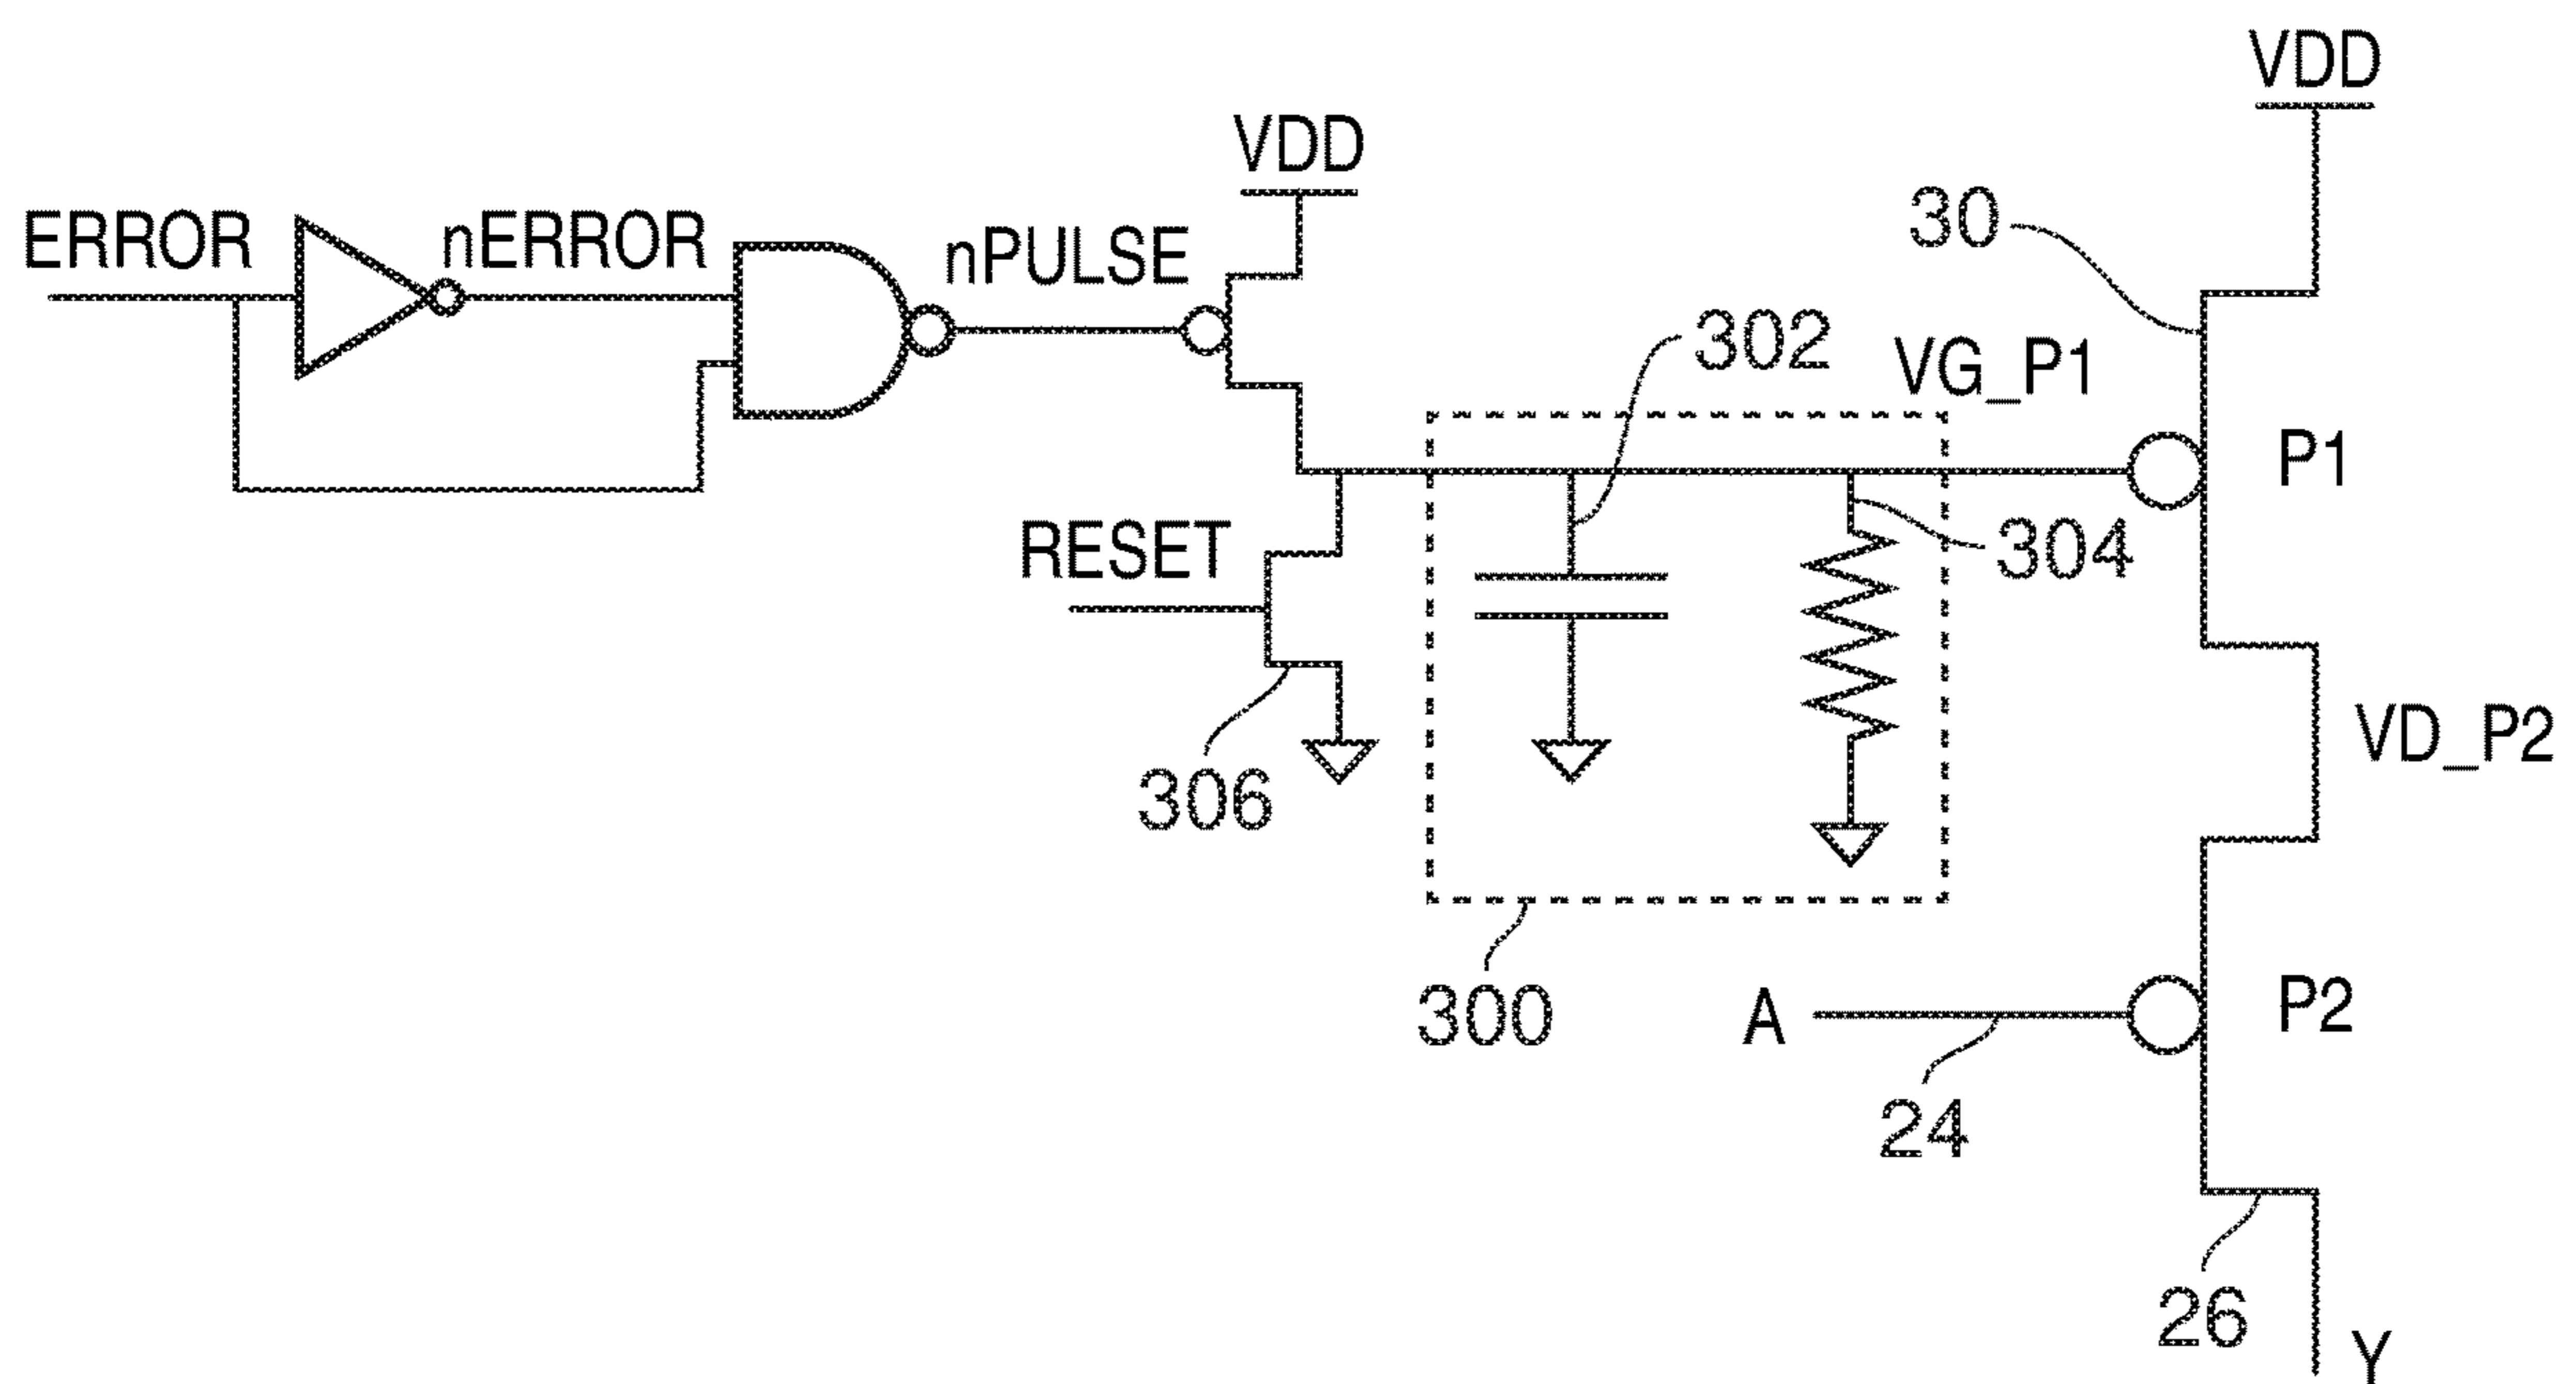 VDD
VDD
30
ERROR
nERROR
nPULSE
302
VG_P1
P1
RESET
304
VD_P2
306
300
A
P2
24
26
Y